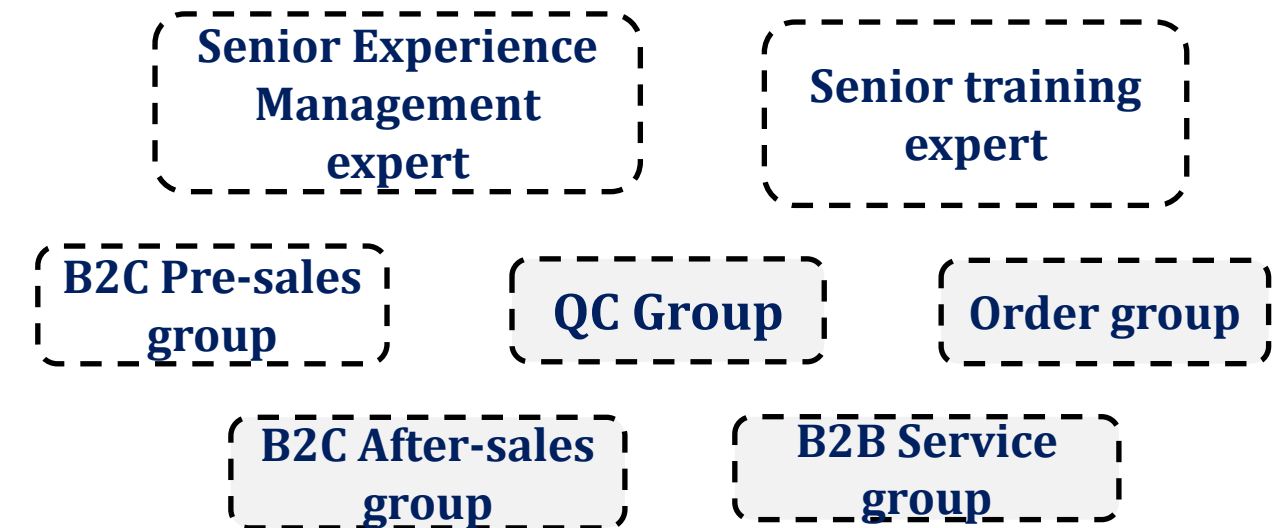 Senior Experience
Management
expert
Senior training
expert
B2C Pre-sales
group
QC Group
Order group
B2C After-sales
group
B2B Service
group